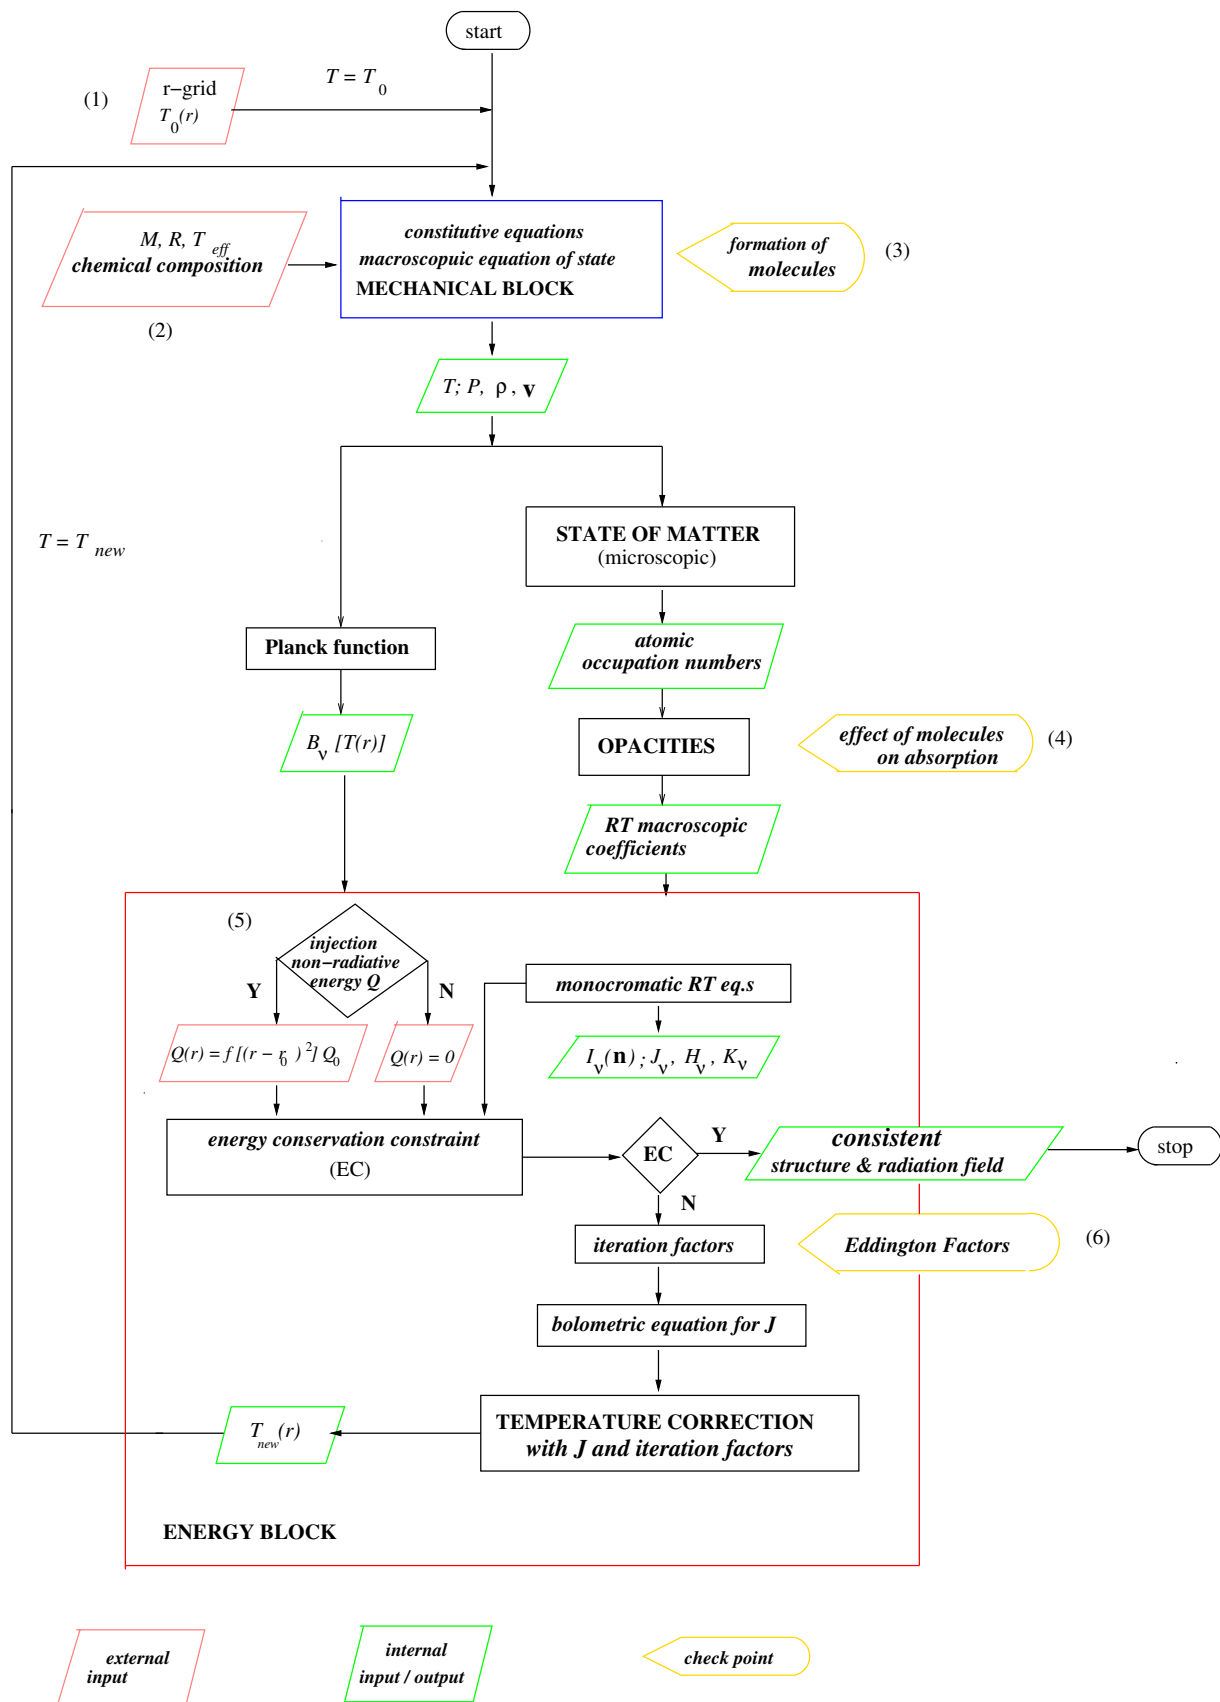 start
(1)
r−grid
T0(r)
T = T0
M, R, Teff
chemical composition
(2)
constitutive equations
macroscopuic equation of state
MECHANICAL BLOCK
formation of
molecules
(3)
T; P, ρ, v
T = Tnew
STATE OF MATTER
(microscopic)
Planck function
atomic
occupation numbers
Bν [T(r)]
OPACITIES
effect of molecules
on absorption
(4)
RT macroscopic
coefficients
(5)
injection
non−radiative
energy Q
Y
N
monocromatic RT eq.s
Q(r) = f [(r − r0)2] Q0
Q(r) = 0
Iν(n) ; Jν, Hν, Kν
energy conservation constraint
(EC)
EC
Y
N
consistent
structure & radiation field
stop
iteration factors
Eddington Factors
(6)
bolometric equation for J
TEMPERATURE CORRECTION
with J and iteration factors
Tnew(r)
ENERGY BLOCK
external
input
internal
input / output
check point